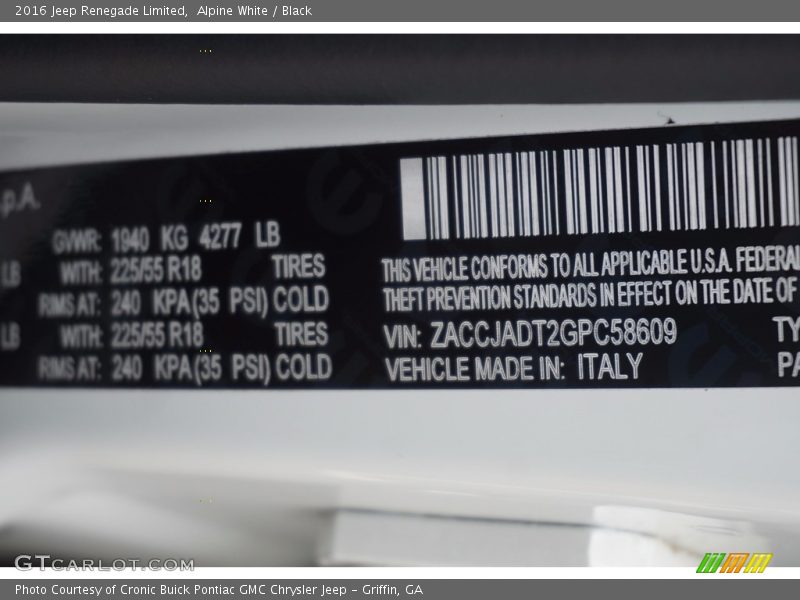 2016 Jeep Renegade Limited,  Alpine White / Black
p.A.
GVWR: 1940 KG 4277 LB
LB WITH: 225/55 R18 TIRES
RIMS AT: 240 KPA(35 PSI) COLD
LB WITH: 225/55 R18 TIRES
RIMS AT: 240 KPA(35 PSI) COLD
THIS VEHICLE CONFORMS TO ALL APPLICABLE U.S.A. FEDERAL
THEFT PREVENTION STANDARDS IN EFFECT ON THE DATE OF
VIN: ZACCJADT2GPC58609 TY
VEHICLE MADE IN: ITALY PA
GTCARLOT.COM
Photo Courtesy of Cronic Buick Pontiac GMC Chrysler Jeep – Griffin, GA